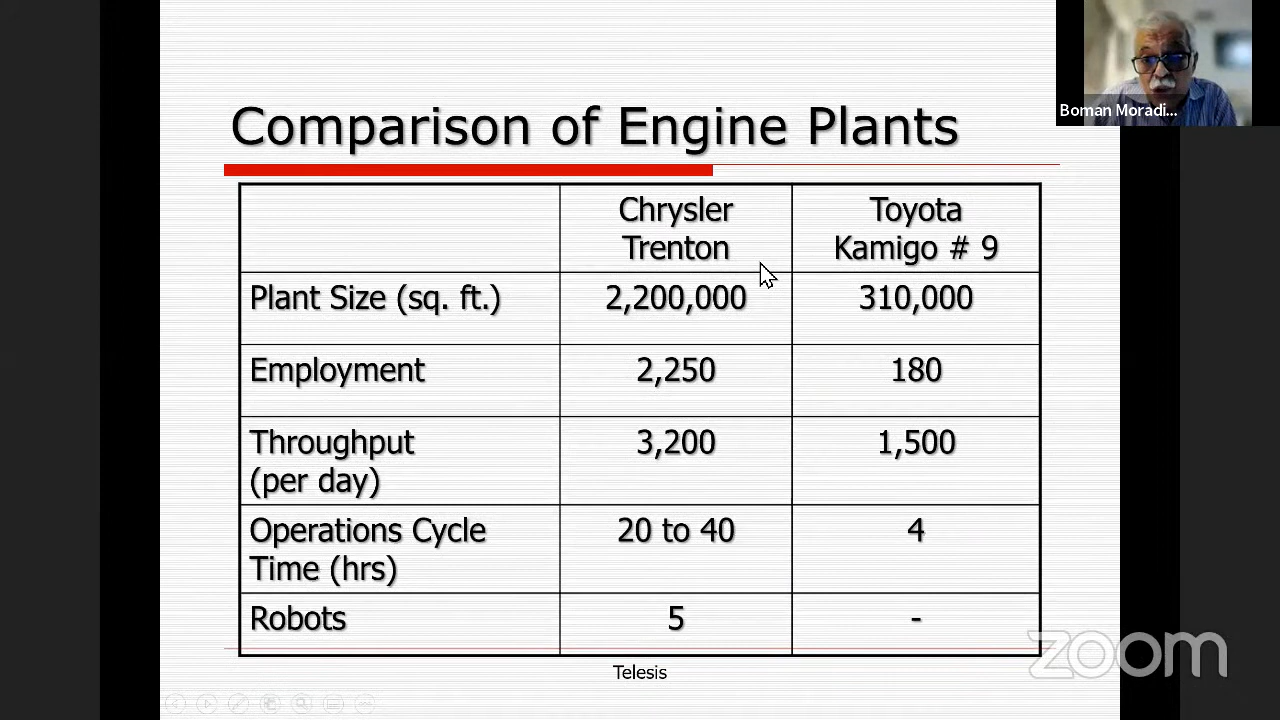 Comparison of Engine Plants
Boman Moradi...
Chrysler
Trenton
Toyota
Kamigo # 9
Plant Size (sq. ft.)
2,200,000
310,000
Employment
2,250
180
Throughput
(per day)
3,200
1,500
Operations Cycle
Time (hrs)
20 to 40
4
Robots
5
-
Telesis
zoom